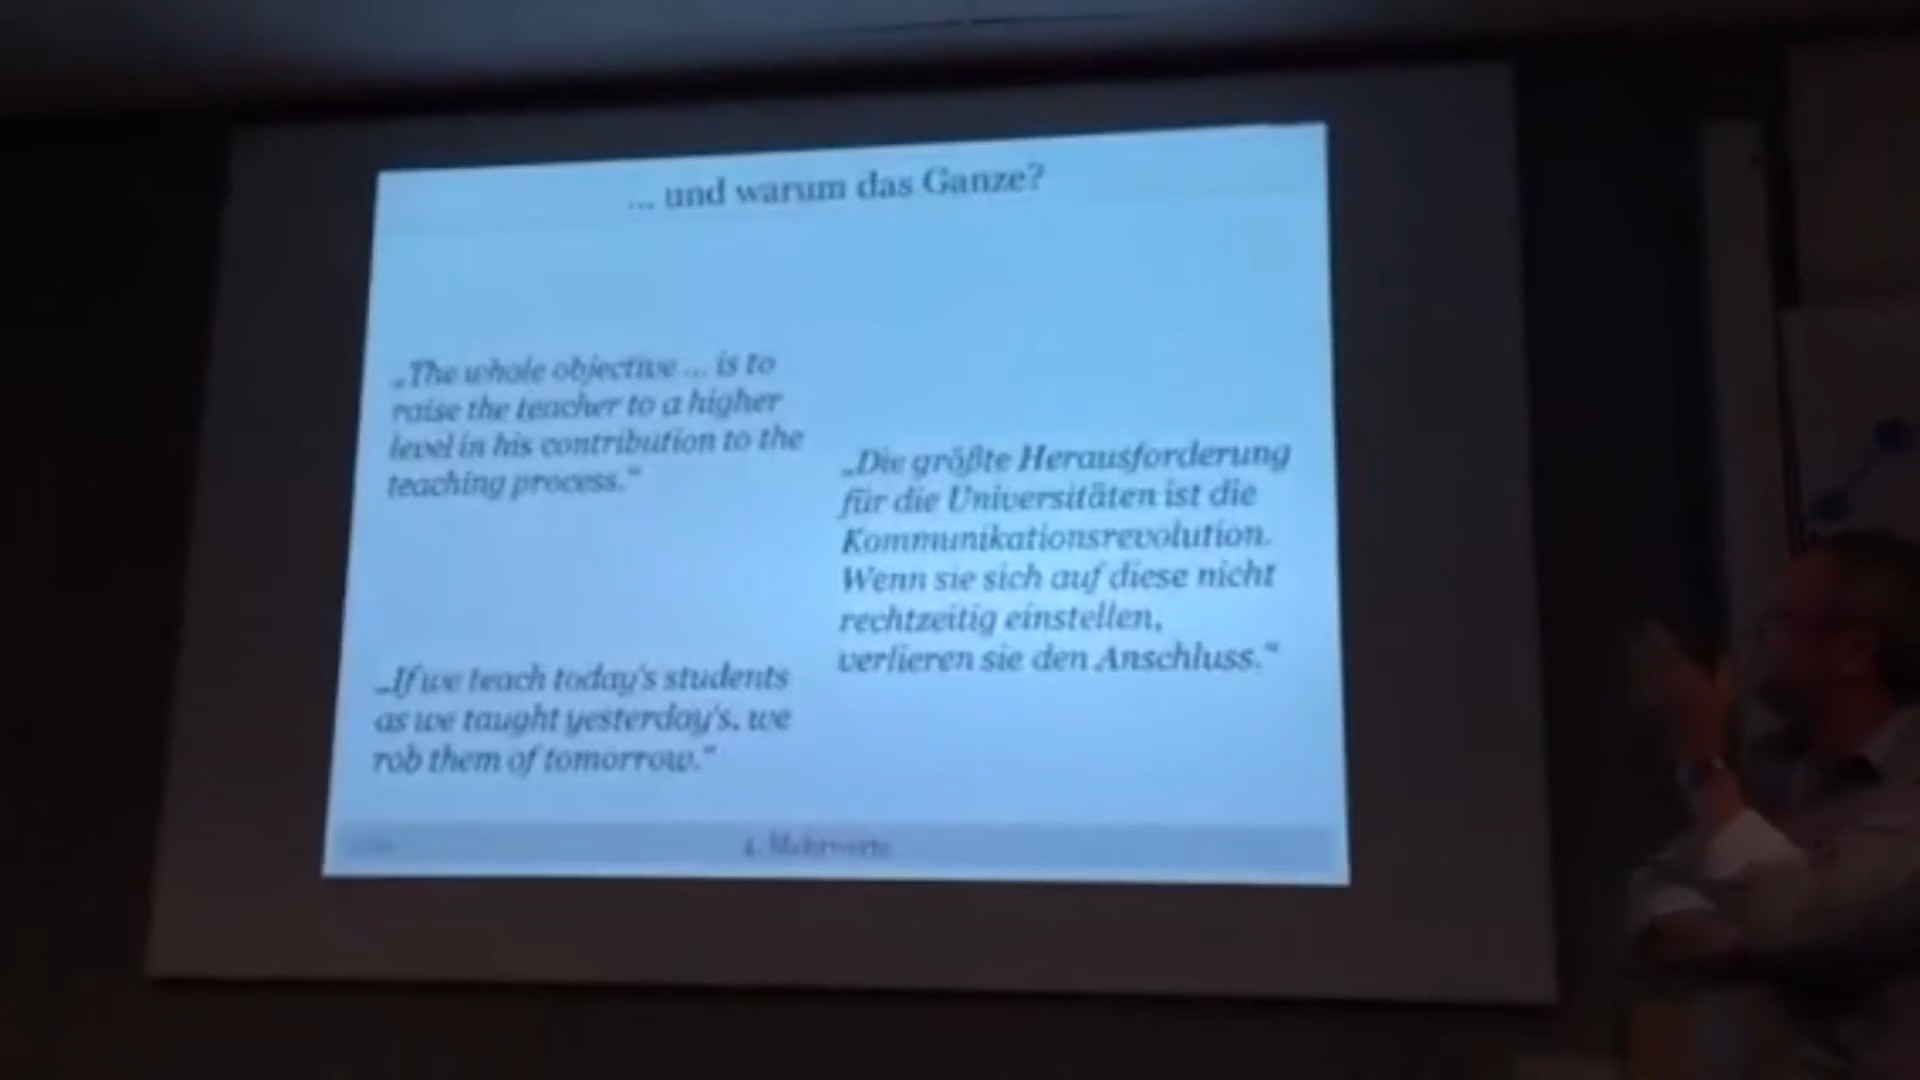 ... und warum das Ganze?
„The whole objective ... is to
raise the teacher to a higher
level in his contribution to the
teaching process.“
„If we teach today's students
as we taught yesterday's, we
rob them of tomorrow.“
„Die größte Herausforderung
für die Universitäten ist die
Kommunikationsrevolution.
Wenn sie sich auf diese nicht
rechtzeitig einstellen,
verlieren sie den Anschluss.“
4. Mehrwerte